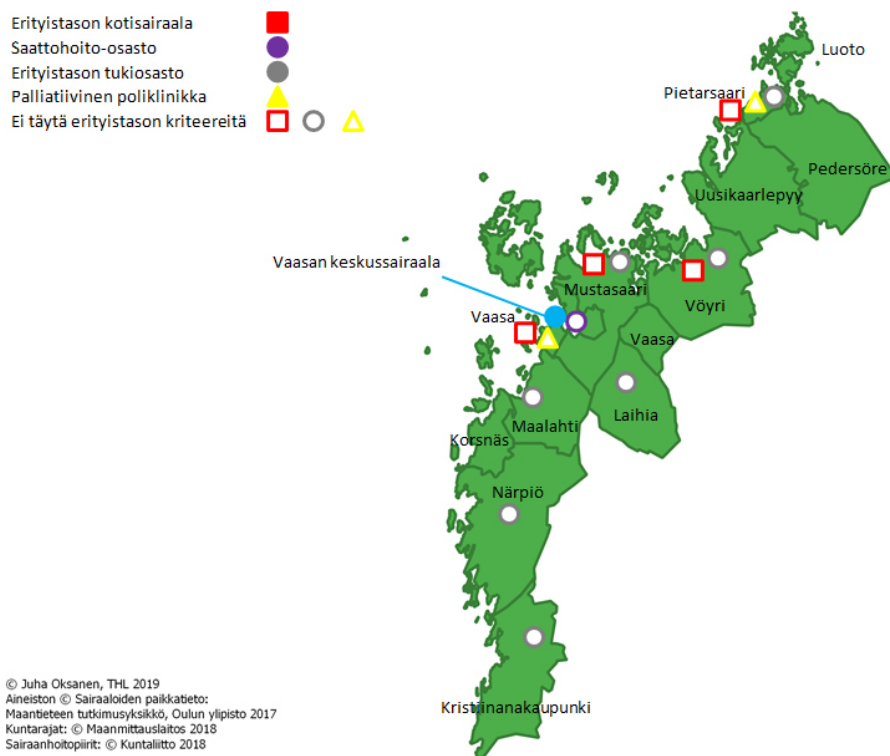 Erityistason kotisairaala
Saattohoito-osasto
Erityistason tukiosasto
Palliatiivinen poliklinikka
Ei täytä erityistason kriteereitä
Luoto
Pietarsaari
Pedersöre
Uusikaarlepyy
Vaasan keskussairaala
Mustasaari
Vöyri
Vaasa
Vaasa
Laihia
Maalahti
Korsnäs
Närpiö
Kristiinanakaupunki
© Juha Oksanen, THL 2019
Aineiston © Sairaaloiden paikkatieto:
Maantieteen tutkimusyksikkö, Oulun ylipisto 2017
Kuntarajat: © Maanmittauslaitos 2018
Sairaanhoitopiirit: © Kuntaliitto 2018